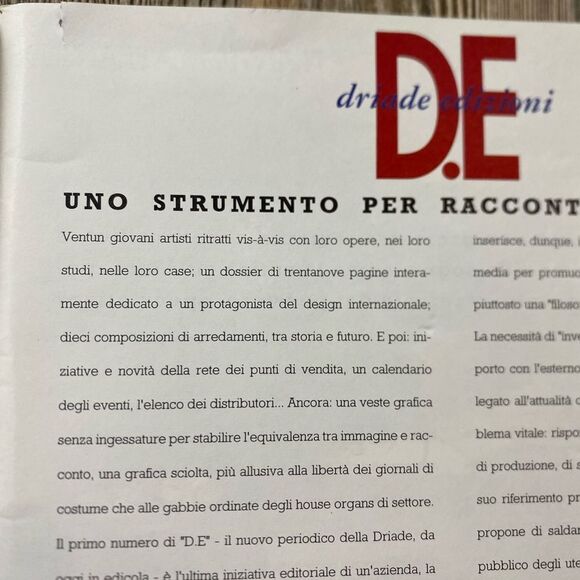 D.E
driade edizioni
UNO STRUMENTO PER RACCONT
Ventun giovani artisti ritratti vis-à-vis con loro opere, nei loro
studi, nelle loro case; un dossier di trentanove pagine intera-
mente dedicato a un protagonista del design internazionale;
dieci composizioni di arredamenti, tra storia e futuro. E poi: ini-
ziative e novità della rete dei punti di vendita, un calendario
degli eventi, l'elenco dei distributori... Ancora: una veste grafica
senza ingessature per stabilire l'equivalenza tra immagine e rac-
conto, una grafica sciolta, più allusiva alla libertà dei giornali di
costume che alle gabbie ordinate degli house organs di settore.
Il primo numero di "D.E" - il nuovo periodico della Driade, da
oggi in edicola - è l'ultima iniziativa editoriale di un'azienda, la
inserisce, dunque, i
media per promuo
piuttosto una "filoso
La necessità di "inve
porto con l'esterno
legato all'attualità
blema vitale: rispo
di produzione, di s
suo riferimento pr
propone di saldar
pubblico degli ute